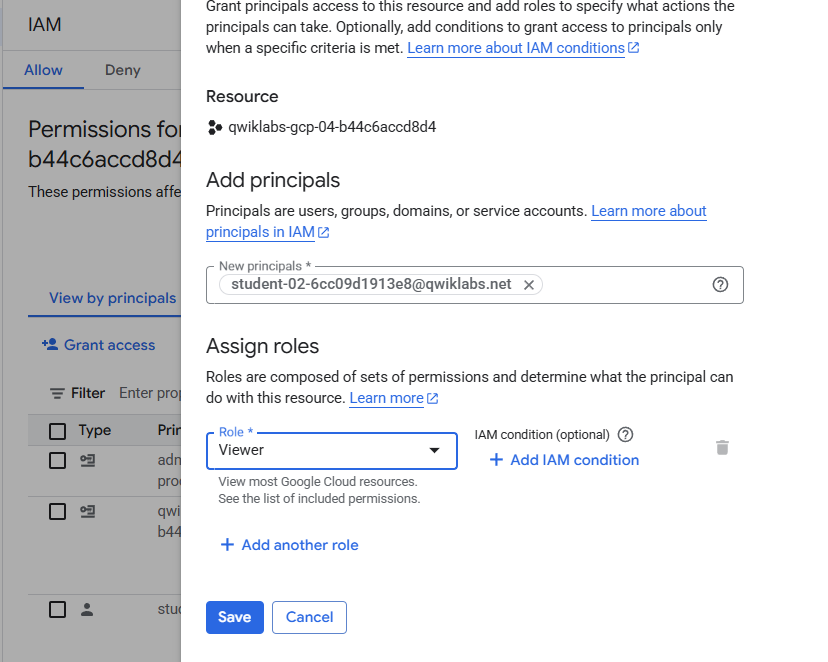 IAM
Allow
Deny
Permissions for
b44c6accd8d4
These permissions affe
View by principals
Grant access
Filter
Enter prop
Type
Prin
adn
proc
qwi
b44
stuc
Grant principals access to this resource and add roles to specify what actions the
principals can take. Optionally, add conditions to grant access to principals only
when a specific criteria is met. Learn more about IAM conditions
Resource
qwiklabs-gcp-04-b44c6accd8d4
Add principals
Principals are users, groups, domains, or service accounts. Learn more about
principals in IAM
New principals *
student-02-6cc09d1913e8@qwiklabs.net
Assign roles
Roles are composed of sets of permissions and determine what the principal can
do with this resource. Learn more
Role *
Viewer
IAM condition (optional)
+ Add IAM condition
View most Google Cloud resources.
See the list of included permissions.
+ Add another role
Save
Cancel